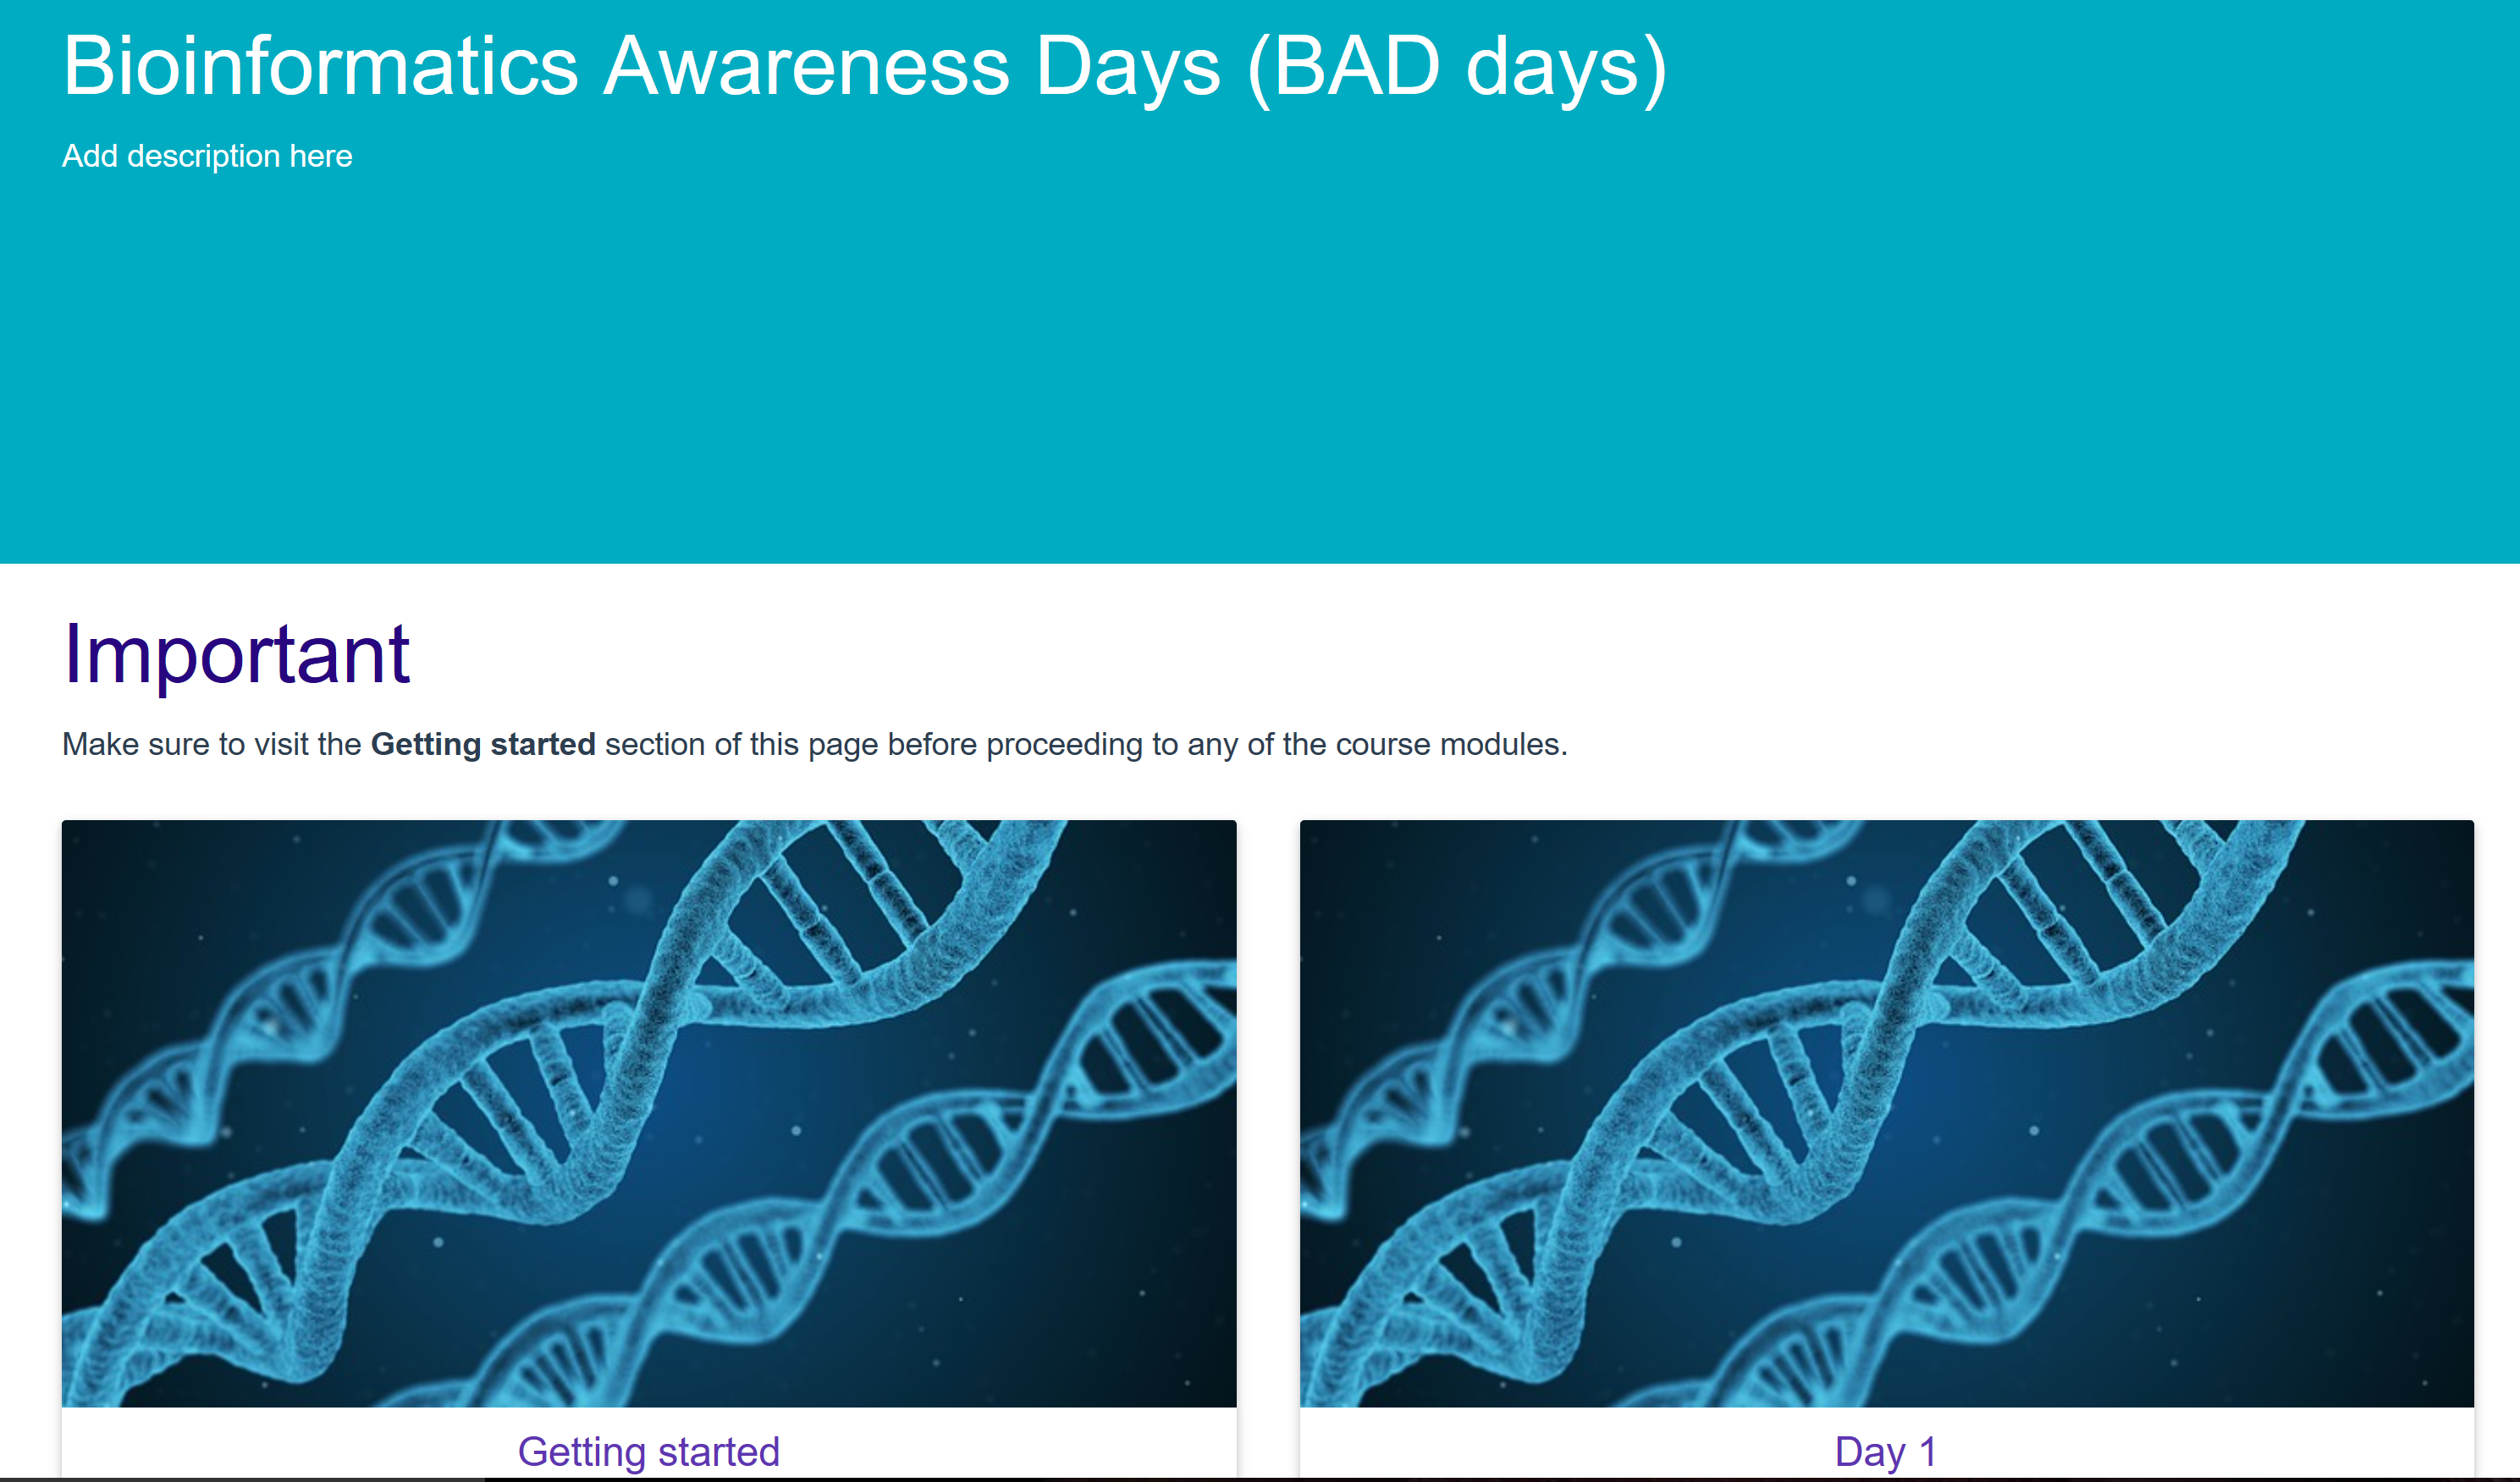 Bioinformatics Awareness Days (BAD days)
Add description here
Important
Make sure to visit the Getting started section of this page before proceeding to any of the course modules.
Getting started
Day 1